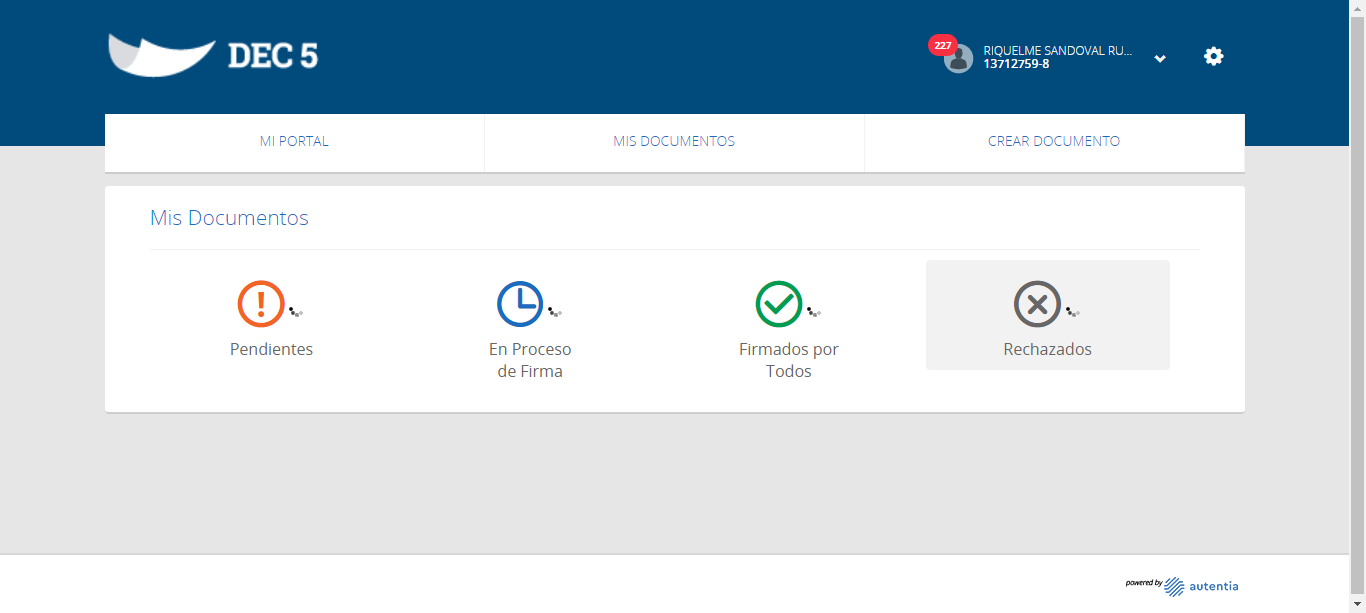 DEC 5
227
RIQUELME SANDOVAL RU...
13712759-8
MI PORTAL
MIS DOCUMENTOS
CREAR DOCUMENTO
Mis Documentos
Pendientes
En Proceso
de Firma
Firmados por
Todos
Rechazados
powered by
autentia